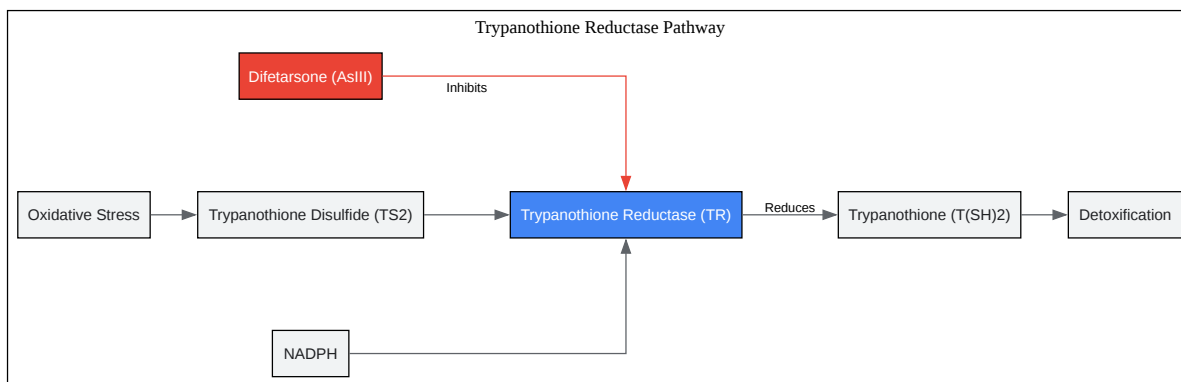 Trypanothione Reductase Pathway
Difetarsone (AsIII)
Inhibits
Oxidative Stress
Trypanothione Disulfide (TS2)
Trypanothione Reductase (TR)
Reduces
Trypanothione (T(SH)2)
Detoxification
NADPH